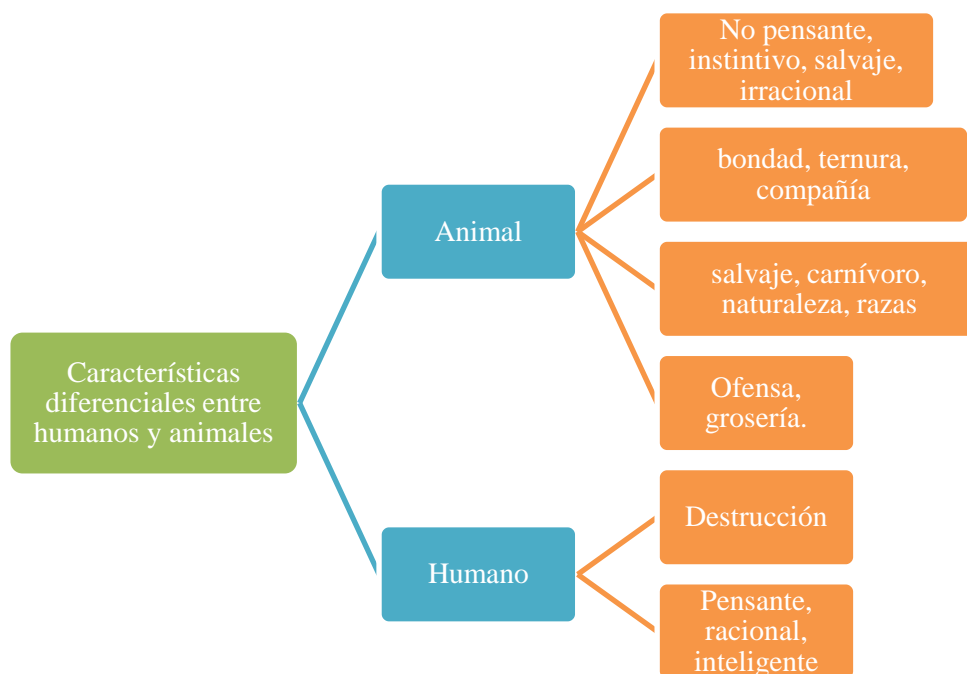 Características
diferenciales entre
humanos y animales
Animal
No pensante,
instintivo, salvaje,
irracional
bondad, ternura,
compañía
salvaje, carnívoro,
naturaleza, razas
Ofensa,
grosería.
Humano
Destrucción
Pensante,
racional,
inteligente